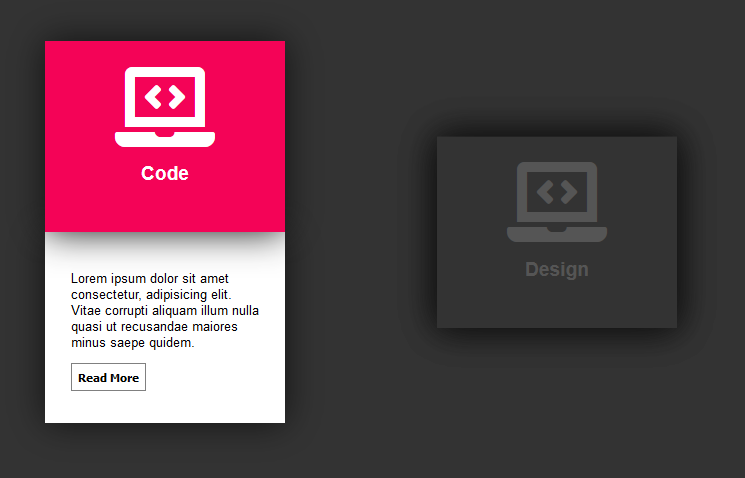 Code
Lorem ipsum dolor sit amet
consectetur, adipisicing elit.
Vitae corrupti aliquam illum nulla
quasi ut recusandae maiores
minus saepe quidem.
Read More
Design